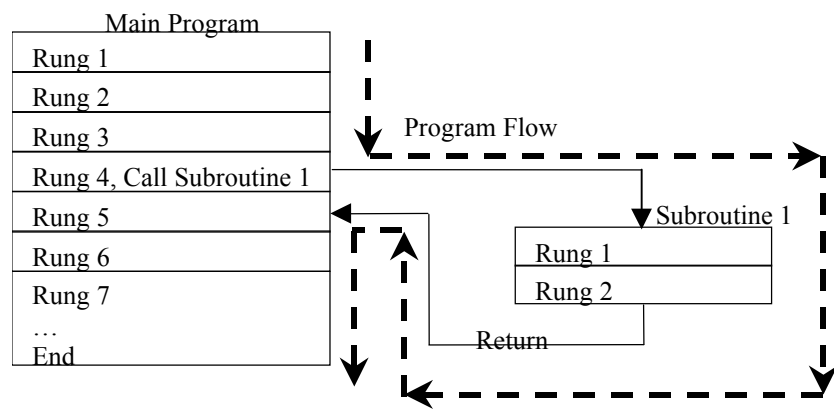 Main Program
Rung 1
Rung 2
Rung 3
Rung 4, Call Subroutine 1
Rung 5
Rung 6
Rung 7
…
End
Program Flow
Subroutine 1
Rung 1
Rung 2
Return